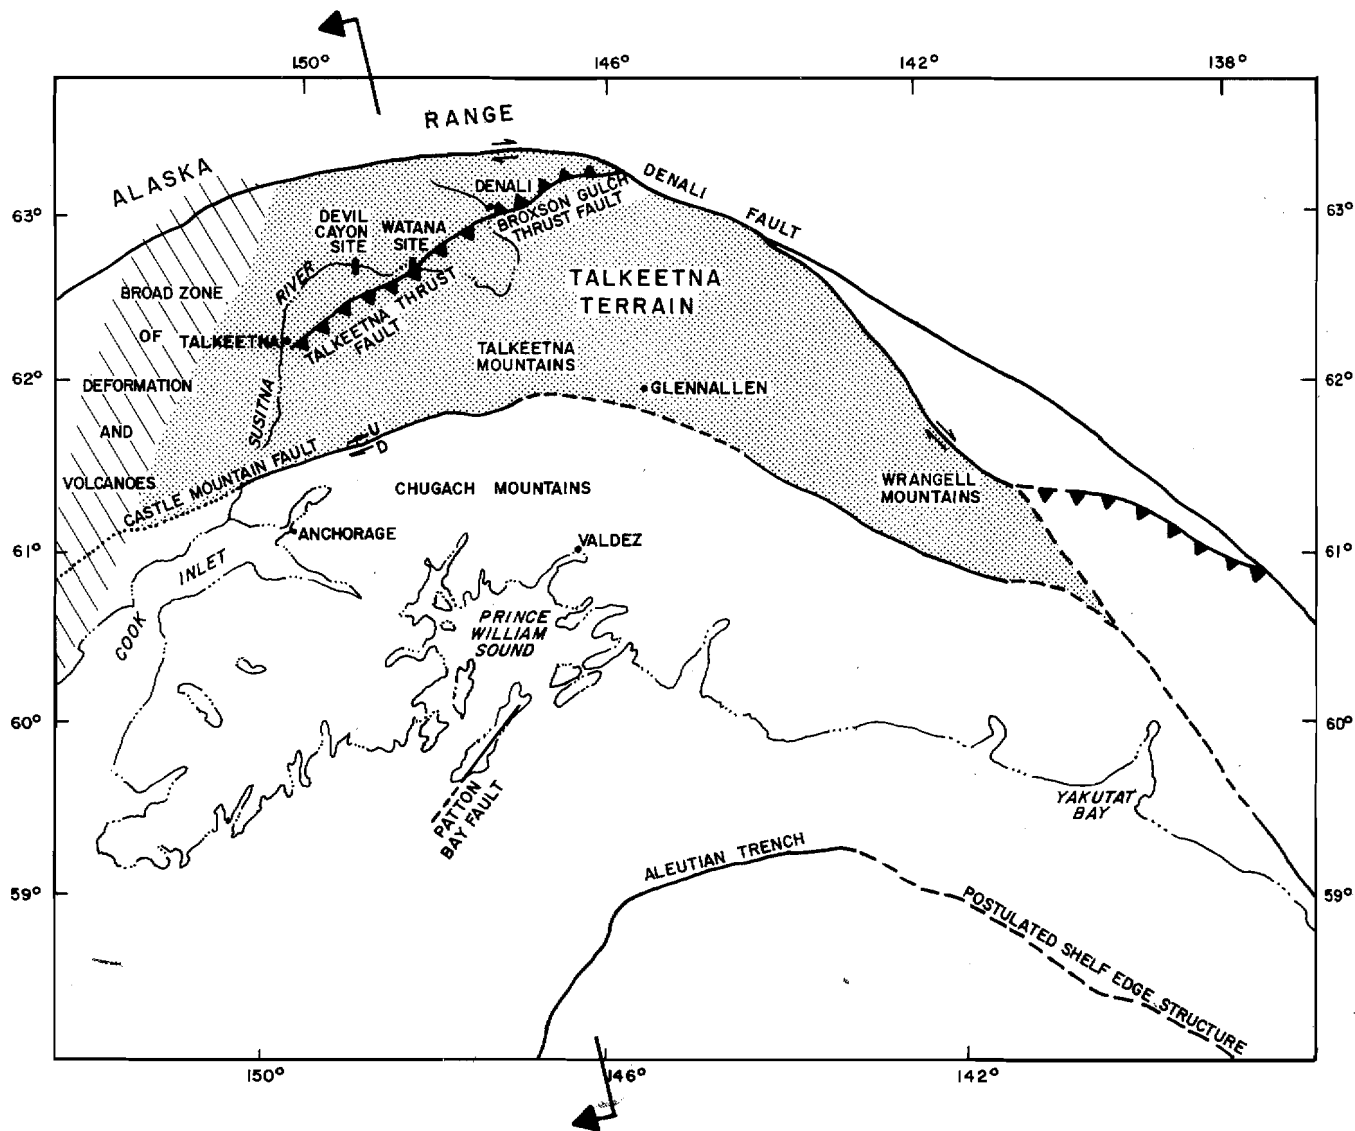 150° 146° 142° 138°
RANGE
ALASKA
DENALI
FAULT
63°
63°
DENALI
BROXSON GULCH
THRUST FAULT
DEVIL
CAYON
SITE
WATANA
SITE
RIVER
TALKEETNA
TERRAIN
BROAD ZONE
OF
TALKEETNA
TALKEETNA THRUST
FAULT
TALKEETNA
MOUNTAINS
62°
62°
DEFORMATION
GLENNALLEN
SUSITNA
AND
U
D
CASTLE MOUNTAIN FAULT
VOLCANOES
CHUGACH MOUNTAINS
WRANGELL
MOUNTAINS
ANCHORAGE
VALDEZ
61°
61°
INLET
COOK
PRINCE
WILLIAM
SOUND
60°
60°
PATTON
BAY FAULT
YAKUTAT
BAY
ALEUTIAN TRENCH
59°
59°
POSTULATED SHELF EDGE STRUCTURE
150° 146° 142°